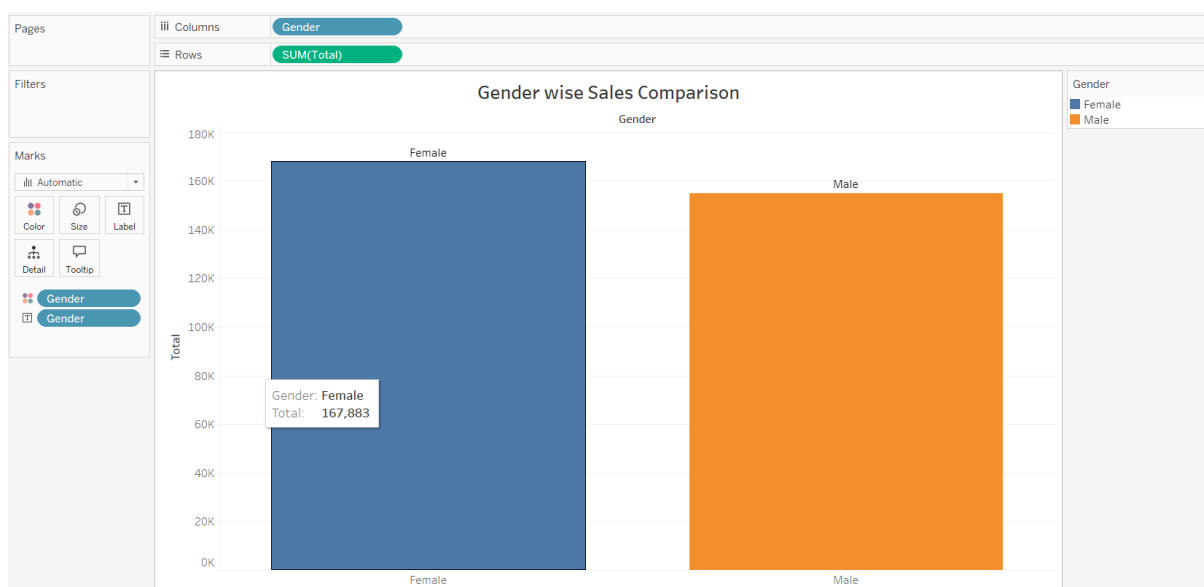 Pages
Columns
Gender
Rows
SUM(Total)
Filters
Marks
Automatic
Color
Size
Label
Detail
Tooltip
Gender
Gender
Gender wise Sales Comparison
Gender
Total
180K
160K
140K
120K
100K
80K
60K
40K
20K
0K
Female
Male
Gender: Female
Total: 167,883
Female
Male
Gender
Female
Male